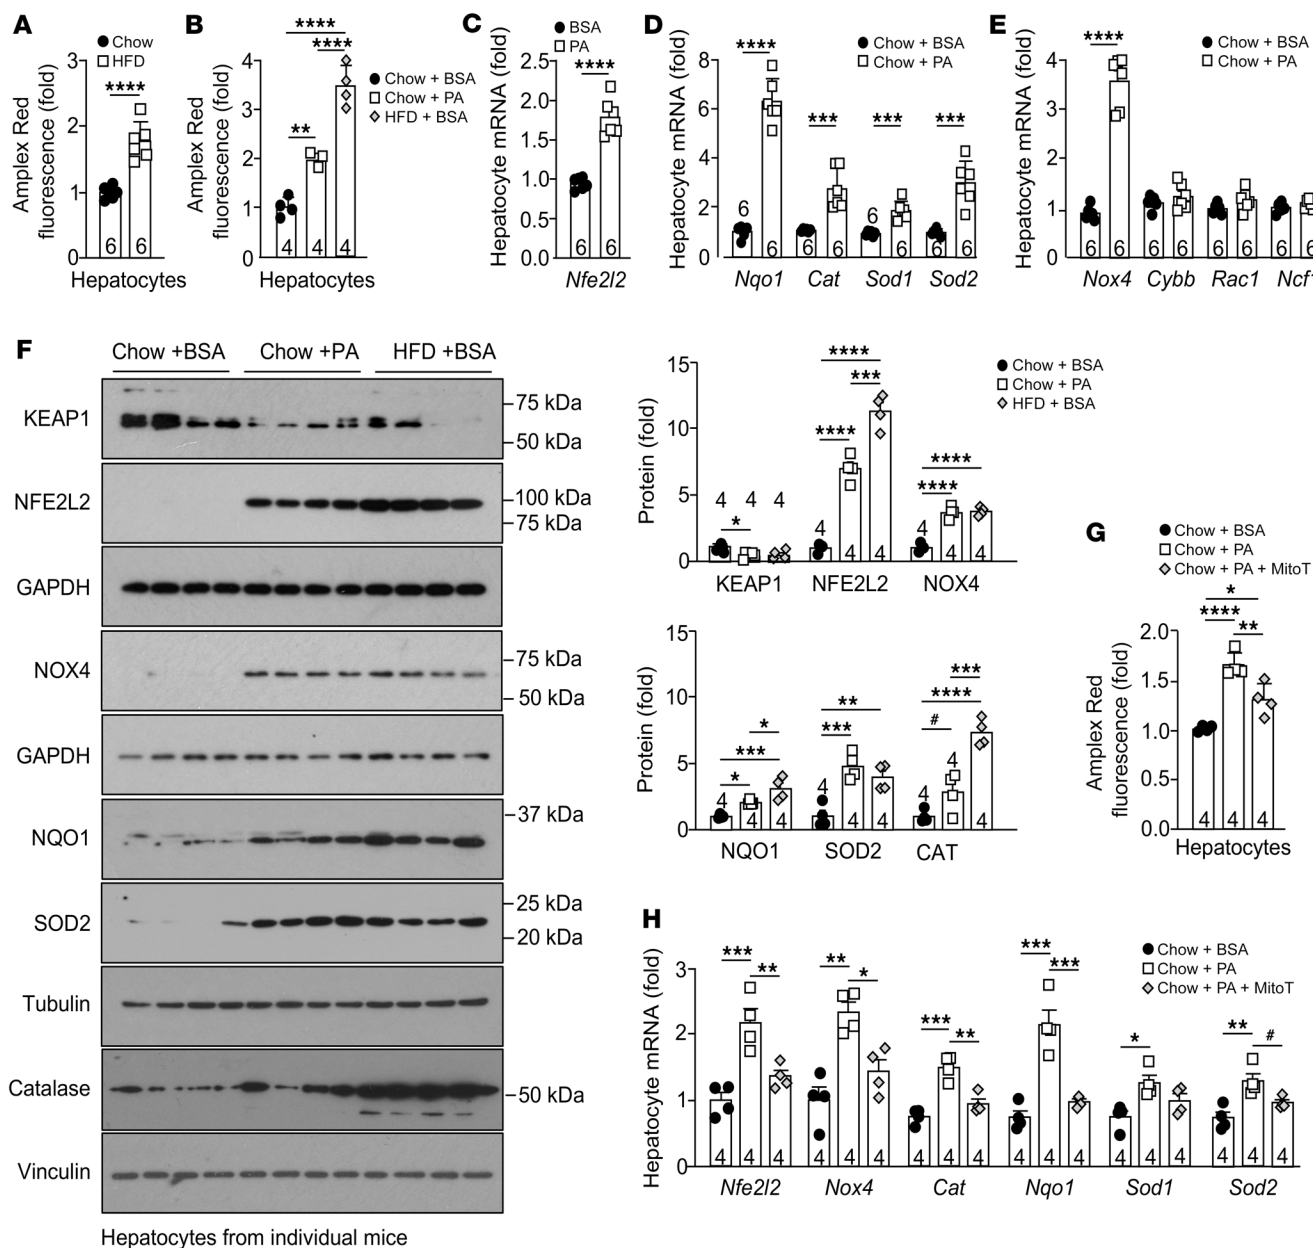 A
Chow
HFD
Amplex Red
fluorescence (fold)
3
2
1
0
****
6 6
Hepatocytes
B
Chow + BSA
Chow + PA
HFD + BSA
Amplex Red
fluorescence (fold)
4
3
2
1
0
****
****
**
4 4 4
Hepatocytes
C
BSA
PA
Hepatocyte mRNA (fold)
2.5
2.0
1.5
1.0
0.5
0.0
****
6 6
Nfe2l2
D
Chow + BSA
Chow + PA
Hepatocyte mRNA (fold)
8
6
4
2
0
**** *** *** ***
6 6 6 6 6 6 6 6
Nqo1 Cat Sod1 Sod2
E
Chow + BSA
Chow + PA
Hepatocyte mRNA (fold)
4
3
2
1
0
****
6 6 6 6 6 6 6 6
Nox4 Cybb Rac1 Ncf1
F
Chow +BSA Chow +PA HFD +BSA
KEAP1
75 kDa
50 kDa
NFE2L2
100 kDa
75 kDa
GAPDH
NOX4
75 kDa
50 kDa
GAPDH
NQO1
37 kDa
SOD2
25 kDa
20 kDa
Tubulin
Catalase
50 kDa
Vinculin
Hepatocytes from individual mice
Chow + BSA
Chow + PA
HFD + BSA
Protein (fold)
15
10
5
0
****
***
****
****
****
*
4 4 4 4 4 4 4 4 4
KEAP1 NFE2L2 NOX4
Protein (fold)
15
10
5
0
*
***
*
**
***
***
****
#
4 4 4 4 4 4 4 4 4
NQO1 SOD2 CAT
G
Chow + BSA
Chow + PA
Chow + PA + MitoT
Amplex Red
fluorescence (fold)
2.0
1.5
1.0
0.5
0.0
*
****
**
4 4 4
Hepatocytes
H
Chow + BSA
Chow + PA
Chow + PA + MitoT
Hepatocyte mRNA (fold)
3
2
1
0
*** ** ** * *** ** *** *** * ** #
4 4 4 4 4 4 4 4 4 4 4 4 4 4 4 4 4 4
Nfe2l2 Nox4 Cat Nqo1 Sod1 Sod2